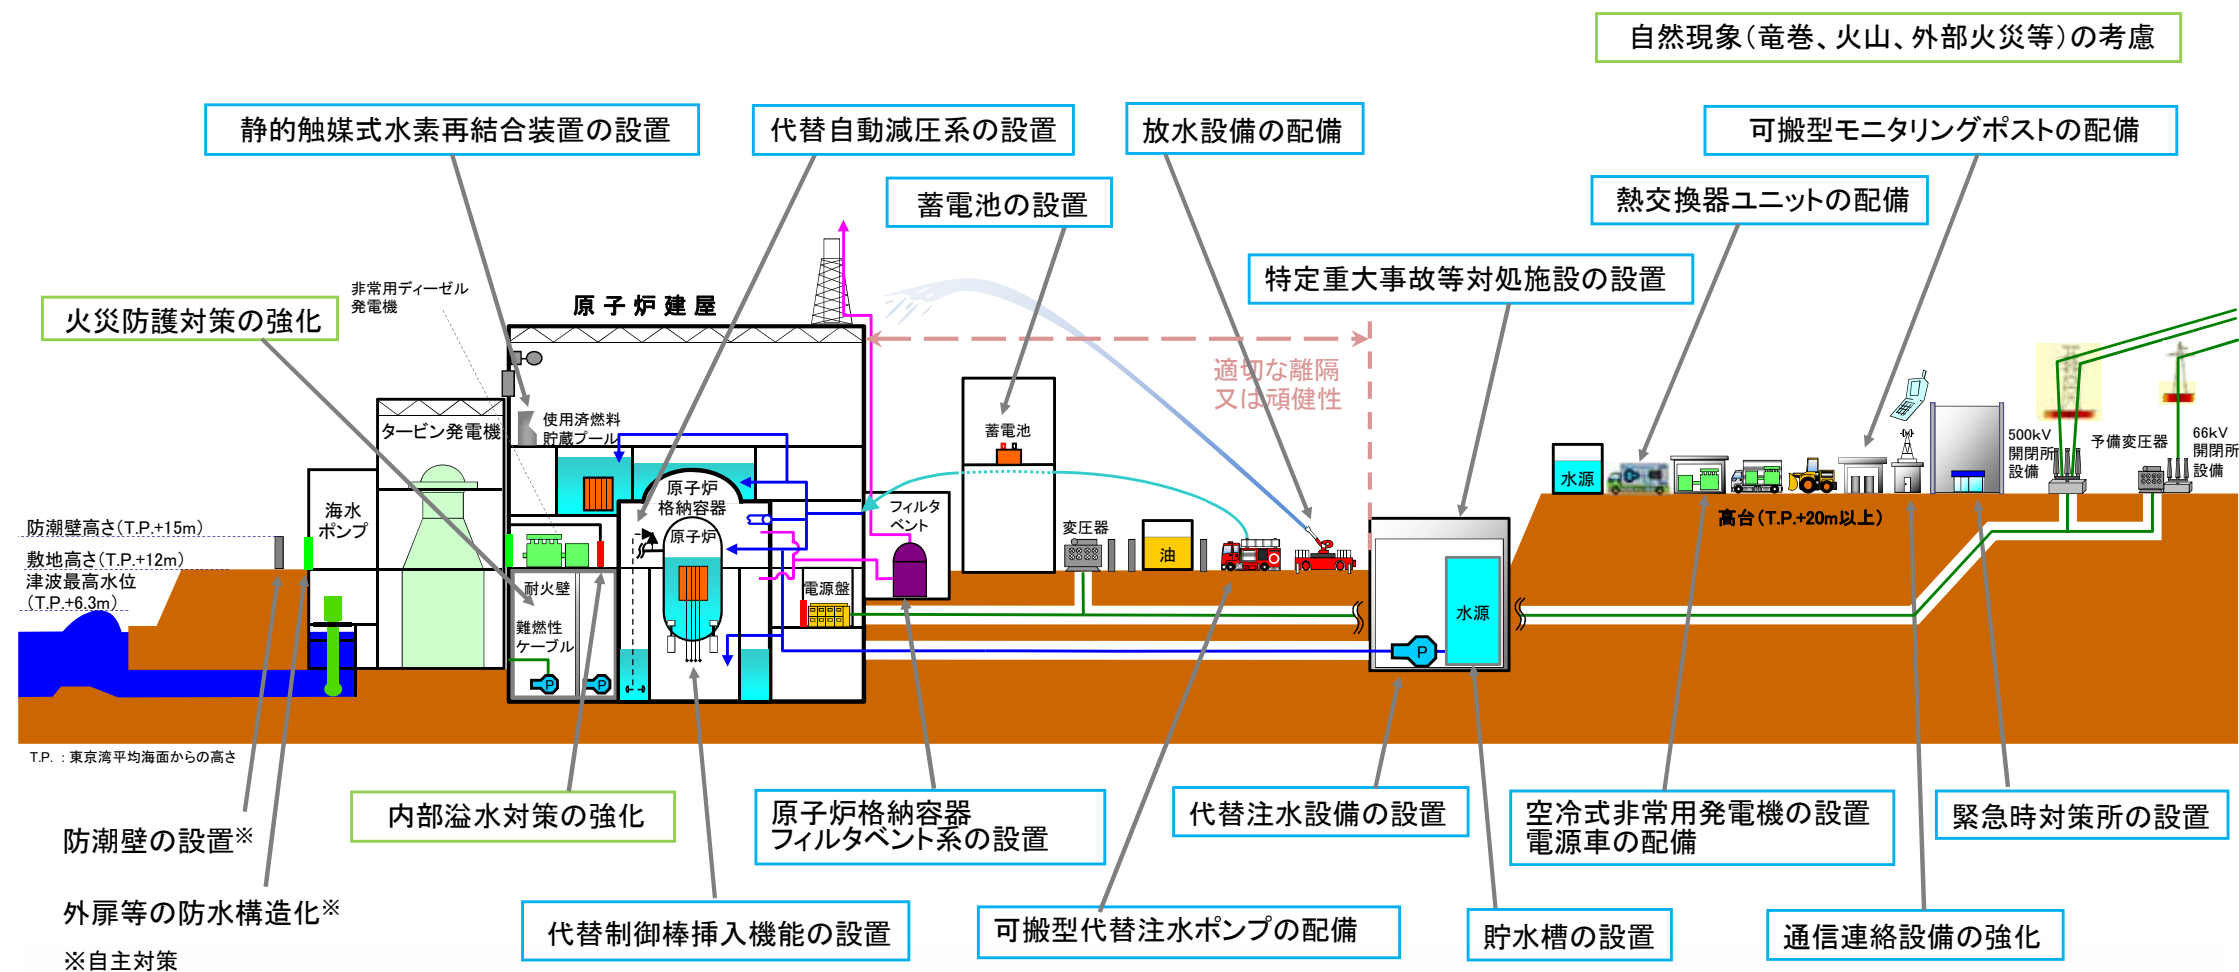 自然現象(竜巻、火山、外部火災等)の考慮
静的触媒式水素再結合装置の設置
代替自動減圧系の設置
放水設備の配備
可搬型モニタリングポストの配備
蓄電池の設置
熱交換器ユニットの配備
特定重大事故等対処施設の設置
火災防護対策の強化
非常用ディーゼル
発電機
原子炉建屋
適切な離隔
又は頑健性
タービン発電機
使用済燃料
貯蔵プール
蓄電池
500kV
開閉所
設備
予備変圧器
66kV
開閉所
設備
水源
高台(T.P.+20m以上)
海水
ポンプ
原子炉
格納容器
原子炉
フィルタ
ベント
変圧器
油
防潮壁高さ(T.P.+15m)
敷地高さ(T.P.+12m)
津波最高水位
(T.P.+6.3m)
耐火壁
難燃性
ケーブル
電源盤
水源
P
P
P
T.P. :東京湾平均海面からの高さ
防潮壁の設置※
外扉等の防水構造化※
※自主対策
内部溢水対策の強化
原子炉格納容器
フィルタベント系の設置
代替注水設備の設置
空冷式非常用発電機の設置
電源車の配備
緊急時対策所の設置
代替制御棒挿入機能の設置
可搬型代替注水ポンプの配備
貯水槽の設置
通信連絡設備の強化